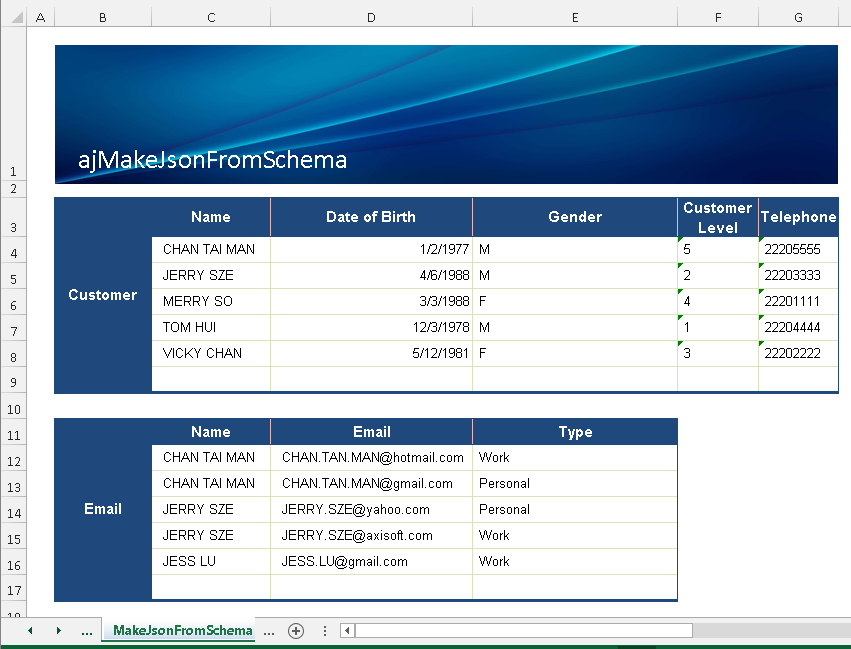 A B C D E F G
1 ajMakeJsonFromSchema
2
3 Name Date of Birth Gender Customer Level Telephone
4 CHAN TAI MAN 1/2/1977 M 5 22205555
5 JERRY SZE 4/6/1988 M 2 22203333
Customer
6 MERRY SO 3/3/1988 F 4 22201111
7 TOM HUI 12/3/1978 M 1 22204444
8 VICKY CHAN 5/12/1981 F 3 22202222
9
10
11 Name Email Type
12 CHAN TAI MAN CHAN.TAN.MAN@hotmail.com Work
13 CHAN TAI MAN CHAN.TAN.MAN@gmail.com Personal
14 Email JERRY SZE JERRY.SZE@yahoo.com Personal
15 JERRY SZE JERRY.SZE@axisoft.com Work
16 JESS LU JESS.LU@gmail.com Work
17
18
... MakeJsonFromSchema ...